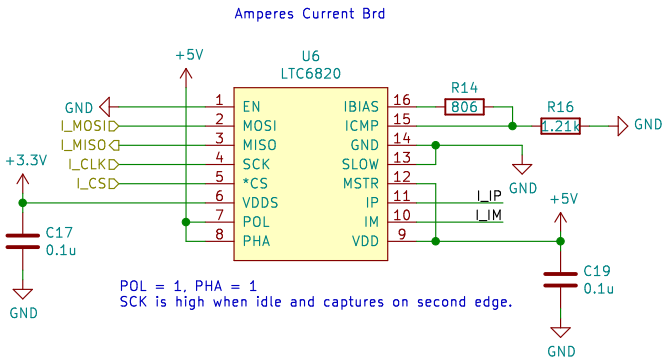 Amperes Current Brd
+5V
U6
LTC6820
GND
I_MOSI
I_MISO
I_CLK
I_CS
+3.3V
1 EN
2 MOSI
3 MISO
4 SCK
5 *CS
6 VDDS
7 POL
8 PHA
IBIAS 16
ICMP 15
GND 14
SLOW 13
MSTR 12
IP 11
IM 10
VDD 9
R14
806
R16
1.21k
GND
GND
I_IP
I_IM
+5V
C17
0.1u
GND
C19
0.1u
GND
POL = 1, PHA = 1
SCK is high when idle and captures on second edge.